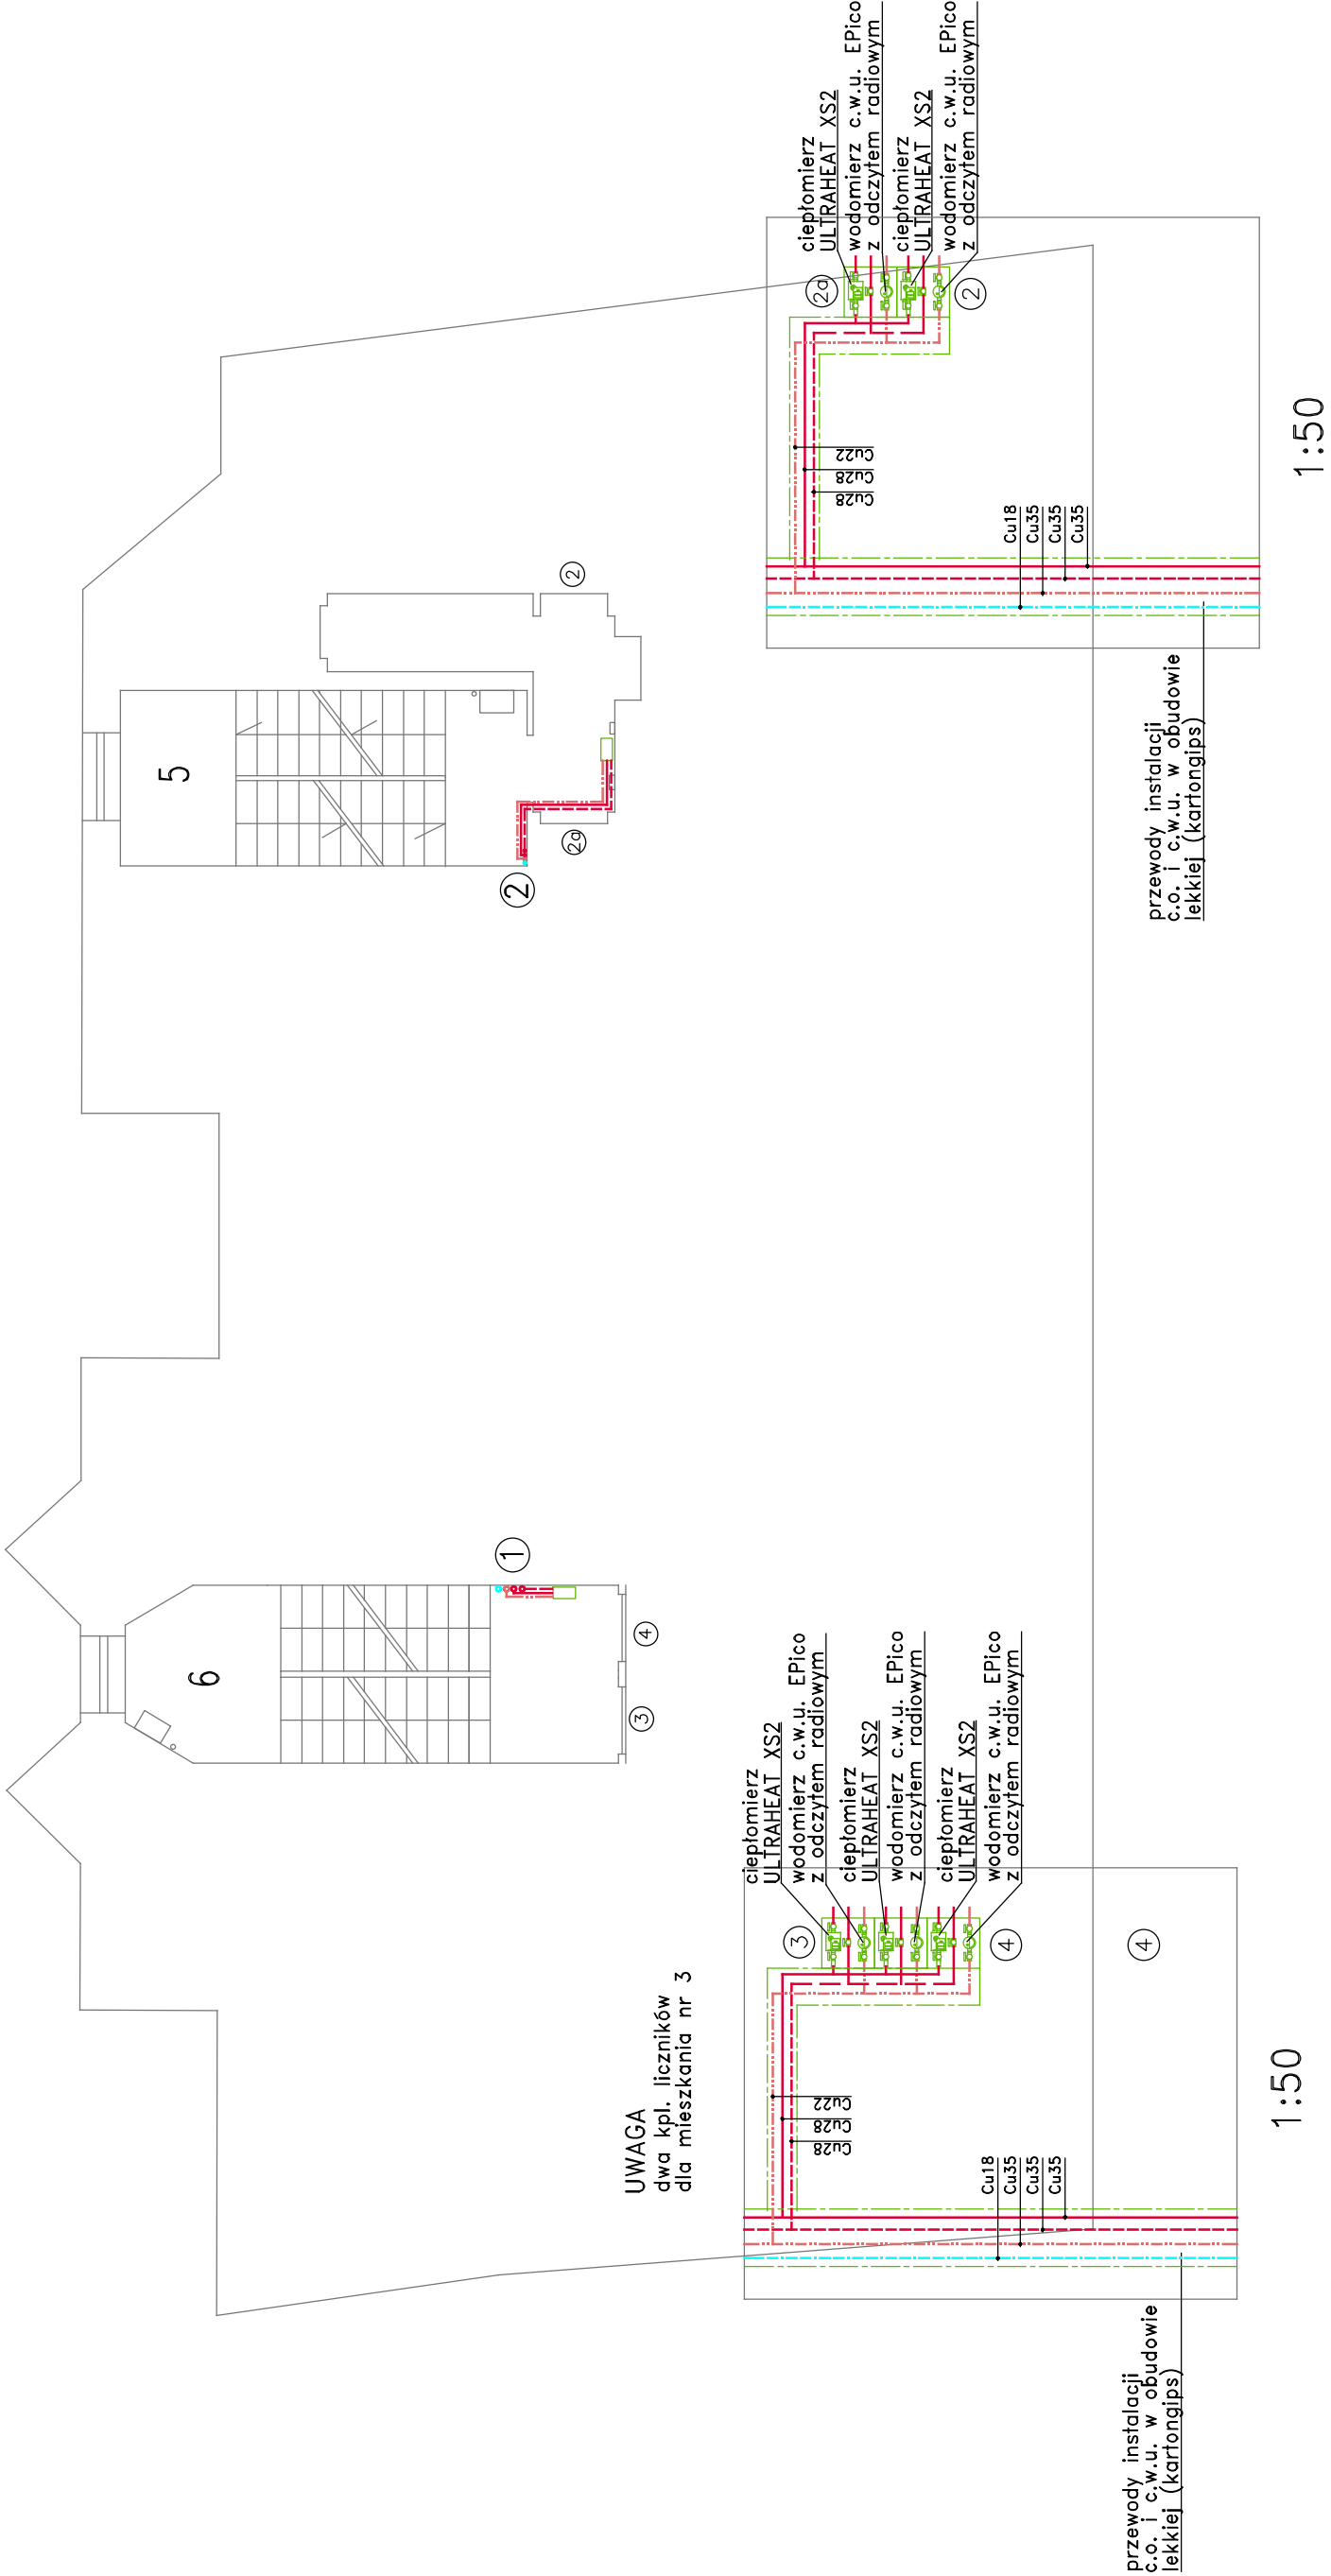 6
1
3
4
UWAGA
dwa kpl. liczników
dla mieszkania nr 3
ciepłomierz
ULTRAHEAT XS2
wodomierz c.w.u. EPico
z odczytem radiowym
ciepłomierz
ULTRAHEAT XS2
wodomierz c.w.u. EPico
z odczytem radiowym
ciepłomierz
ULTRAHEAT XS2
wodomierz c.w.u. EPico
z odczytem radiowym
3
4
4
Cu22
Cu28
Cu28
Cu18
Cu35
Cu35
Cu35
przewody instalacji
c.o. i c.w.u. w obudowie
lekkiej (kartongips)
1:50
5
2
2a
2
ciepłomierz
ULTRAHEAT XS2
wodomierz c.w.u. EPico
z odczytem radiowym
ciepłomierz
ULTRAHEAT XS2
wodomierz c.w.u. EPico
z odczytem radiowym
2a
2
Cu22
Cu28
Cu28
Cu18
Cu35
Cu35
Cu35
przewody instalacji
c.o. i c.w.u. w obudowie
lekkiej (kartongips)
1:50